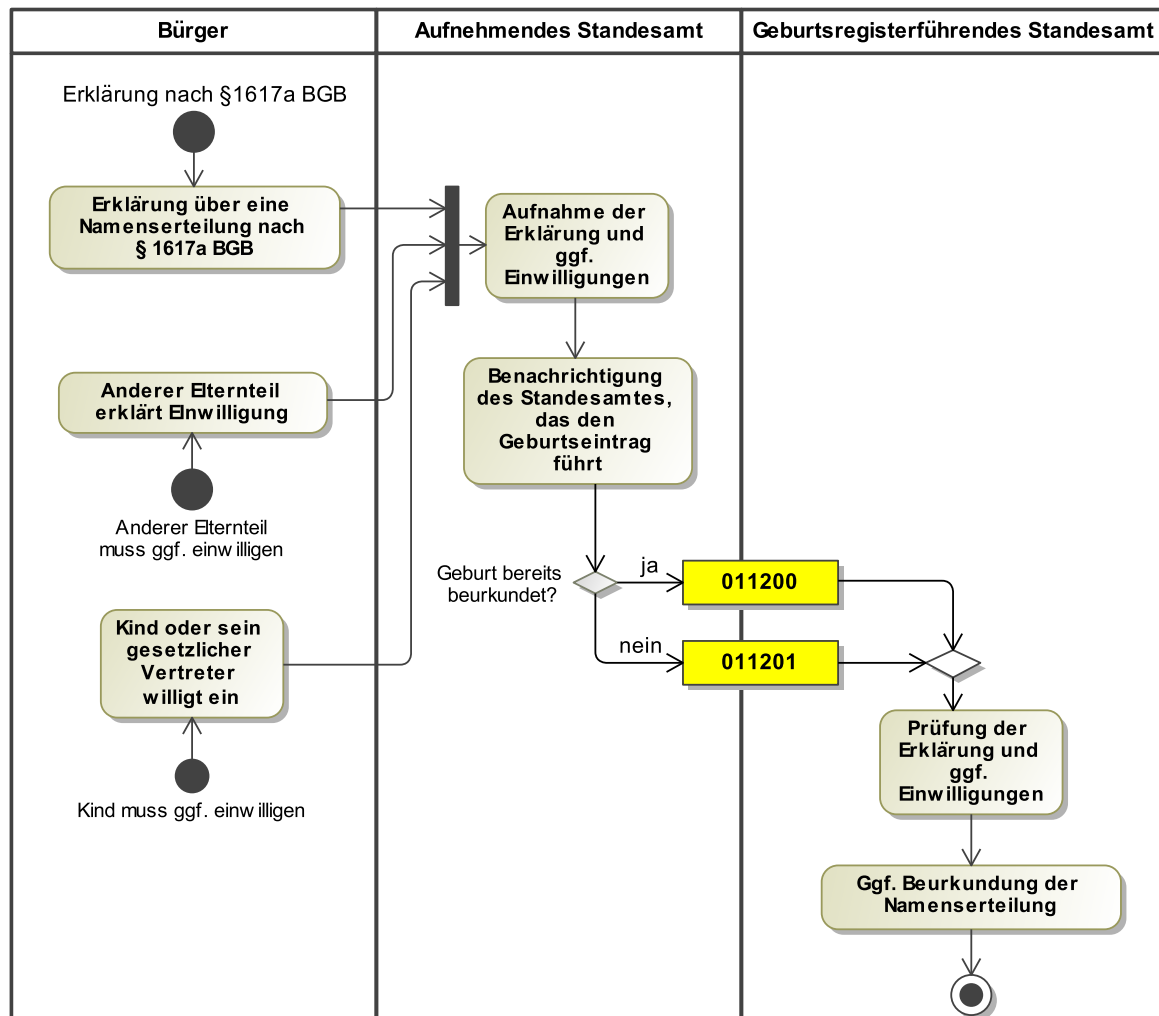 Bürger
Aufnehmendes Standesamt
Geburtsregisterführendes Standesamt
Erklärung nach §1617a BGB
Erklärung über eine
Namenserteilung nach
§ 1617a BGB
Anderer Elternteil
erklärt EInwilligung
Anderer Elternteil
muss ggf. einwilligen
Kind oder sein
gesetzlicher
Vertreter
willigt ein
Kind muss ggf. einwilligen
Aufnahme der
Erklärung und
ggf.
Einwilligungen
Benachrichtigung
des Standesamtes,
das den
Geburtseintrag
führt
Geburt bereits
beurkundet?
ja
nein
011200
011201
Prüfung der
Erklärung und
ggf.
Einwilligungen
Ggf. Beurkundung der
Namenserteilung